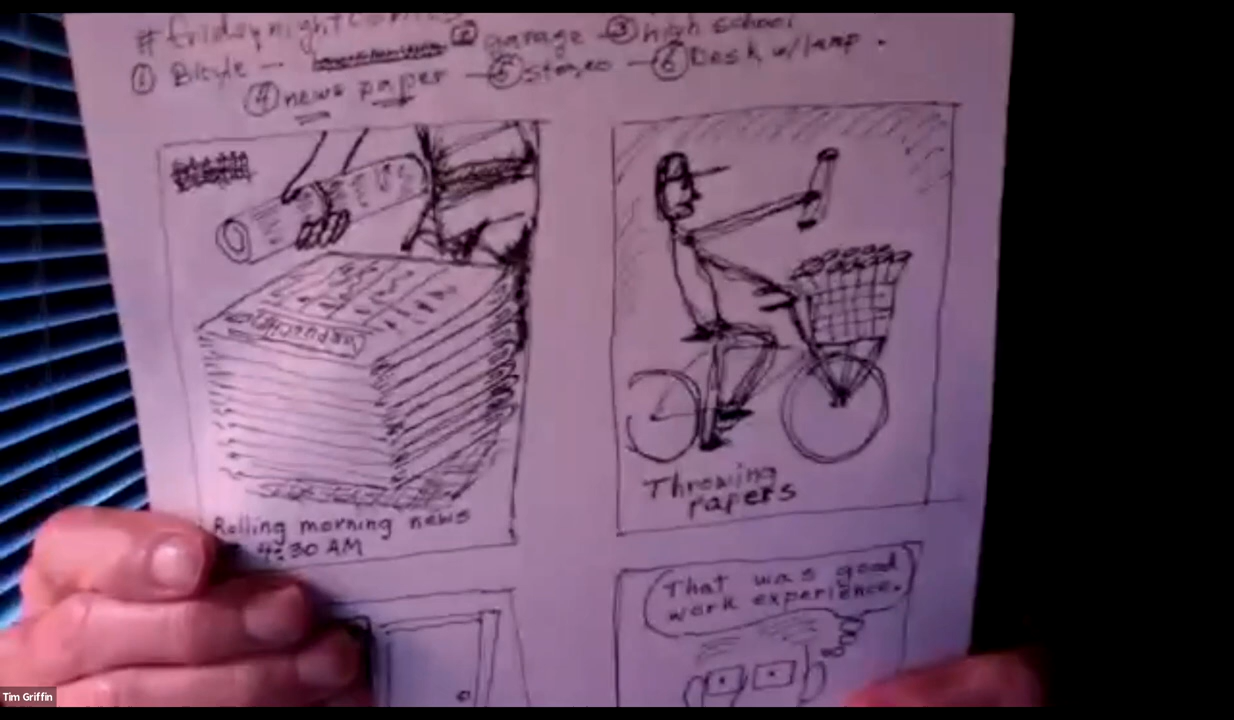 #fridaynightcomics
② garage - ③ high school
① Bicycle -
④ news paper - ⑤ stereo - ⑥ Desk w/lamp.
Rolling morning news
4:30 AM
Throwing
papers
That was good
work experience.
Tim Griffin